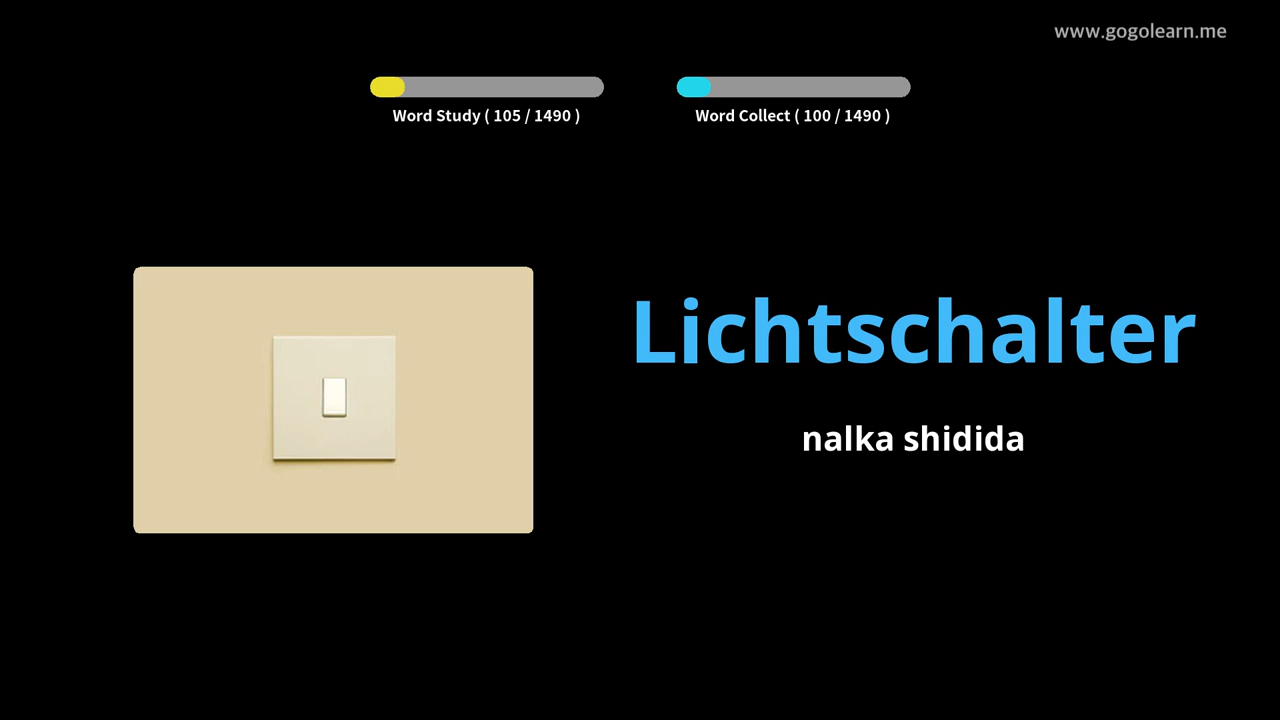 www.gogolearn.me
Word Study ( 105 / 1490 )
Word Collect ( 100 / 1490 )
Lichtschalter
nalka shidida